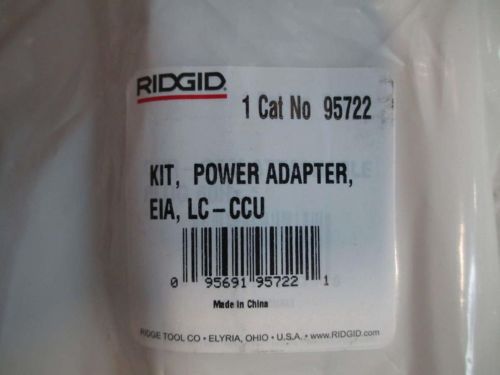 RIDGID®
1 Cat No 95722
KIT, POWER ADAPTER,
EIA, LC-CCU
0 95691 95722 1
Made in China
RIDGE TOOL CO • ELYRIA, OHIO • U.S.A. • www.RIDGID.com